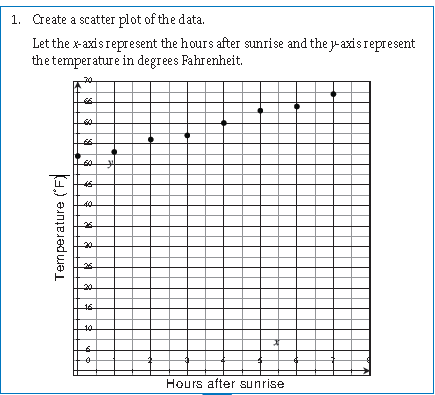 1. Create a scatter plot of the data.
Let the x-axis represent the hours after sunrise and the y-axis represent
the temperature in degrees Fahrenheit.
70
65
60
55
y
50
45
40
35
30
25
20
15
10
x
5
0 1 2 3 4 5 6 7 8
Temperature (°F)
Hours after sunrise